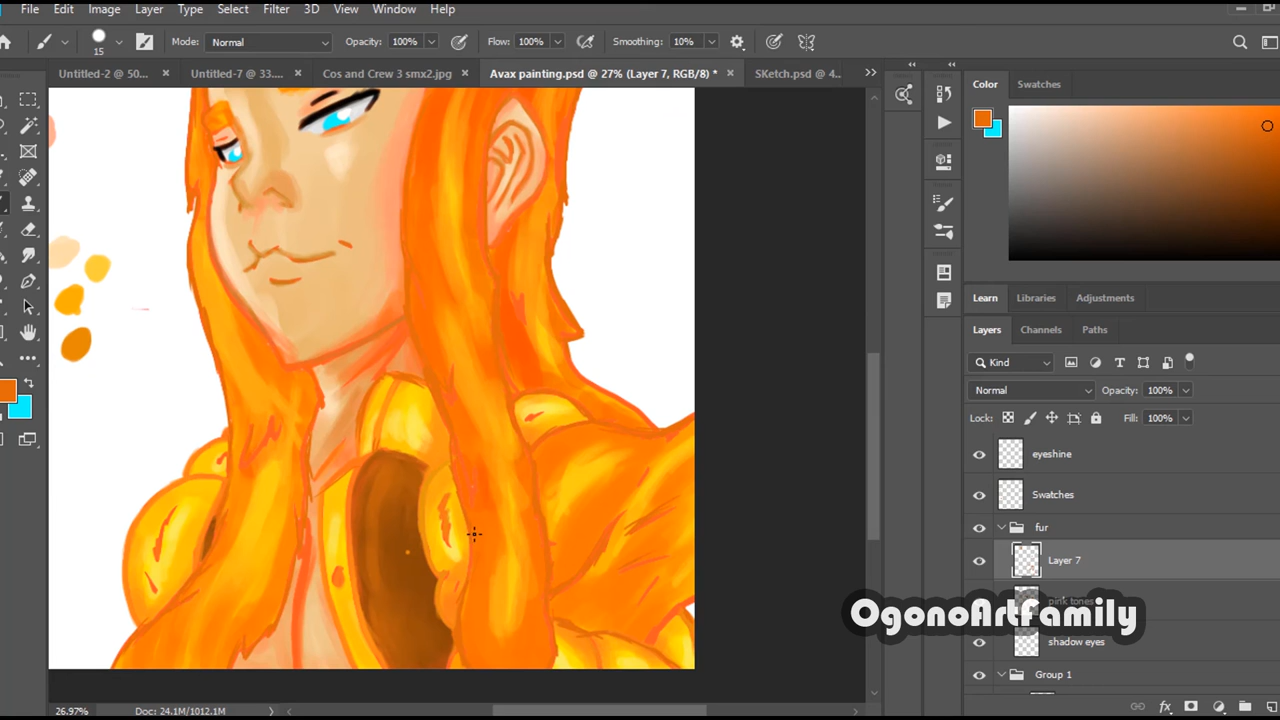 File Edit Image Layer Type Select Filter 3D View Window Help
15 Mode: Normal Opacity: 100% Flow: 100% Smoothing: 10%
Untitled-2 @ 50... × Untitled-7 @ 33.... × Cos and Crew 3 smx2.jpg × Avax painting.psd @ 27% (Layer 7, RGB/8) * × SKetch.psd @ 4...
Color Swatches
Learn Libraries Adjustments
Layers Channels Paths
Kind
Normal Opacity: 100%
Lock: Fill: 100%
eyeshine
Swatches
fur
Layer 7
pink tones
OgonoArtFamily
shadow eyes
Group 1
26.97% Doc: 24.1M/1012.1M